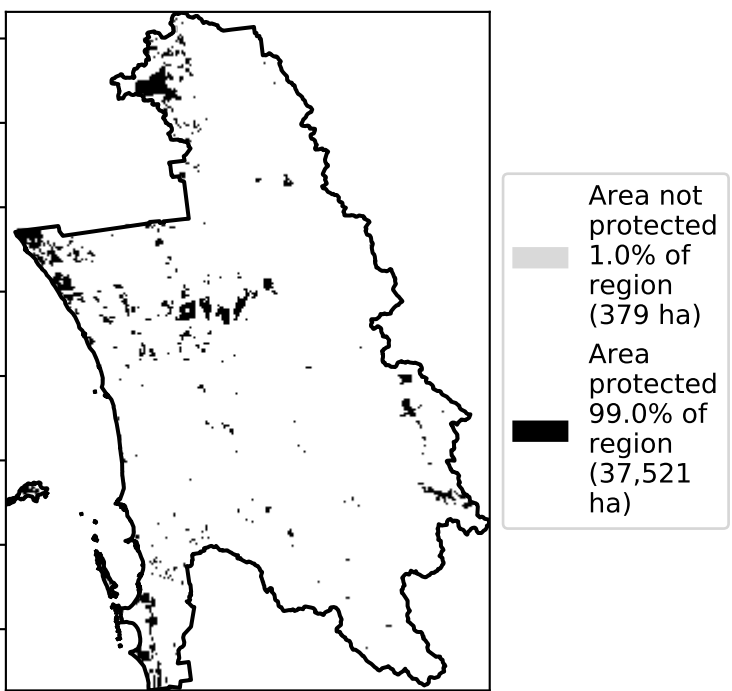 Area not
protected
1.0% of
region
(379 ha)
Area
protected
99.0% of
region
(37,521
ha)